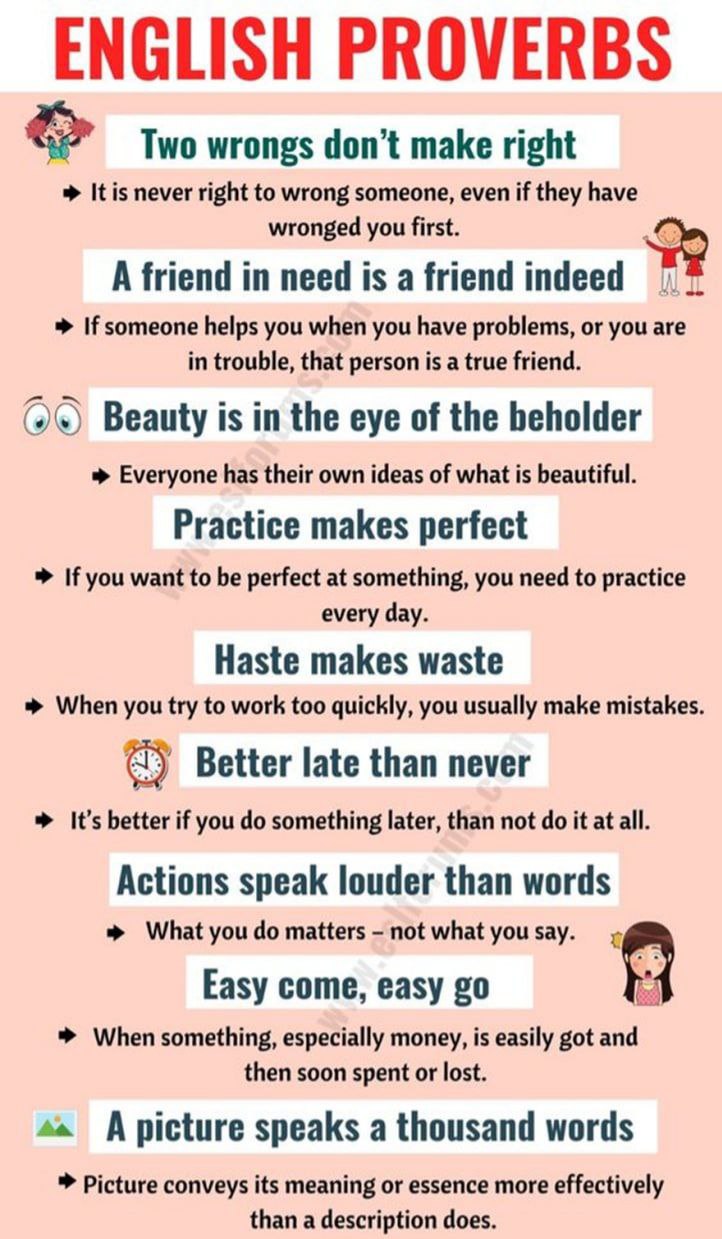 ENGLISH PROVERBS
Two wrongs don't make right
➜ It is never right to wrong someone, even if they have
wronged you first.
A friend in need is a friend indeed
➜ If someone helps you when you have problems, or you are
in trouble, that person is a true friend.
Beauty is in the eye of the beholder
➜ Everyone has their own ideas of what is beautiful.
Practice makes perfect
➜ If you want to be perfect at something, you need to practice
every day.
Haste makes waste
➜ When you try to work too quickly, you usually make mistakes.
Better late than never
➜ It's better if you do something later, than not do it at all.
Actions speak louder than words
➜ What you do matters – not what you say.
Easy come, easy go
➜ When something, especially money, is easily got and
then soon spent or lost.
A picture speaks a thousand words
➜ Picture conveys its meaning or essence more effectively
than a description does.
www.eslforums.com
www.eslforums.com